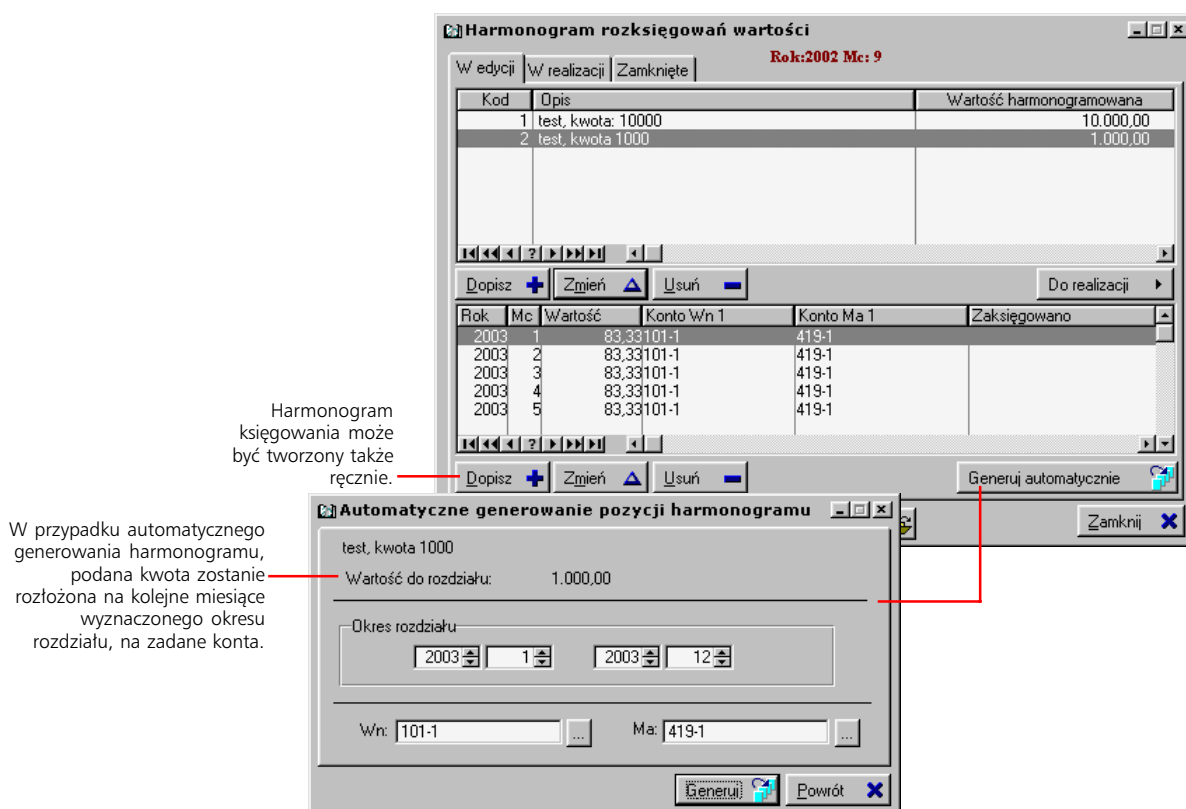 Harmonogram rozksięgowań wartości
Rok:2002 Mc: 9
W edycji W realizacji Zamknięte
Kod Opis Wartość harmonogramowana
1 test, kwota: 10000 10.000,00
2 test, kwota 1000 1.000,00
Dopisz Zmień Usuń Do realizacji
Rok Mc Wartość Konto Wn 1 Konto Ma 1 Zaksięgowano
2003 1 83,33 101-1 419-1
2003 2 83,33 101-1 419-1
2003 3 83,33 101-1 419-1
2003 4 83,33 101-1 419-1
2003 5 83,33 101-1 419-1
Dopisz Zmień Usuń Generuj automatycznie
Zamknij
Harmonogram
księgowania może
być tworzony także
ręcznie.
W przypadku automatycznego
generowania harmonogramu,
podana kwota zostanie
rozłożona na kolejne miesiące
wyznaczonego okresu
rozdziału, na zadane konta.
Automatyczne generowanie pozycji harmonogramu
test, kwota 1000
Wartość do rozdziału: 1.000,00
Okres rozdziału
2003 1 2003 12
Wn: 101-1 ... Ma: 419-1 ...
Generuj Powrót